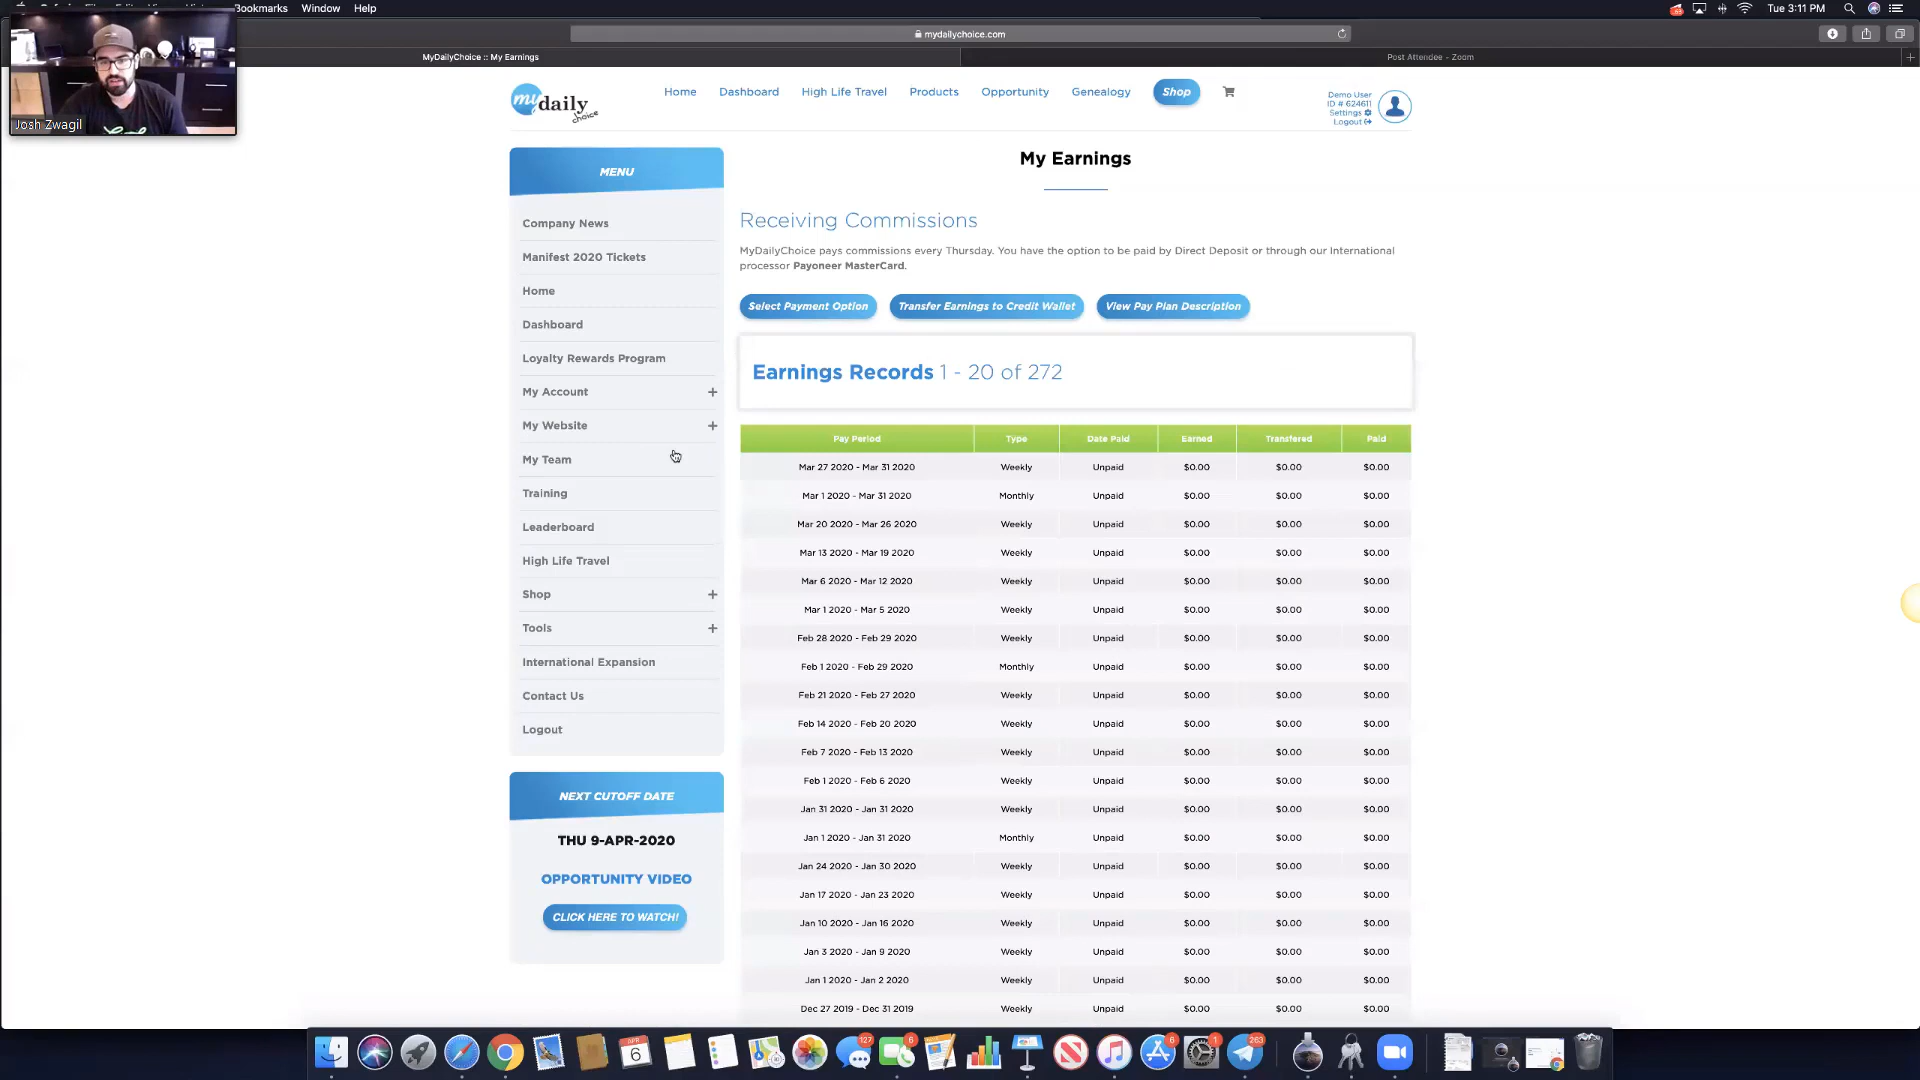 Bookmarks Window Help
Tue 3:11 PM
mydailychoice.com
MyDailyChoice :: My Earnings
Post Attendee - Zoom
Josh Zwagil
my daily choice
Home Dashboard High Life Travel Products Opportunity Genealogy Shop
Demo User
ID # 624611
Settings
Logout
MENU
Company News
Manifest 2020 Tickets
Home
Dashboard
Loyalty Rewards Program
My Account +
My Website +
My Team
Training
Leaderboard
High Life Travel
Shop +
Tools +
International Expansion
Contact Us
Logout
NEXT CUTOFF DATE
THU 9-APR-2020
OPPORTUNITY VIDEO
CLICK HERE TO WATCH!
My Earnings
Receiving Commissions
MyDailyChoice pays commissions every Thursday. You have the option to be paid by Direct Deposit or through our International
processor Payoneer MasterCard.
Select Payment Option Transfer Earnings to Credit Wallet View Pay Plan Description
Earnings Records 1 - 20 of 272
Pay Period Type Date Paid Earned Transfered Paid
Mar 27 2020 - Mar 31 2020 Weekly Unpaid $0.00 $0.00 $0.00
Mar 1 2020 - Mar 31 2020 Monthly Unpaid $0.00 $0.00 $0.00
Mar 20 2020 - Mar 26 2020 Weekly Unpaid $0.00 $0.00 $0.00
Mar 13 2020 - Mar 19 2020 Weekly Unpaid $0.00 $0.00 $0.00
Mar 6 2020 - Mar 12 2020 Weekly Unpaid $0.00 $0.00 $0.00
Mar 1 2020 - Mar 5 2020 Weekly Unpaid $0.00 $0.00 $0.00
Feb 28 2020 - Feb 29 2020 Weekly Unpaid $0.00 $0.00 $0.00
Feb 1 2020 - Feb 29 2020 Monthly Unpaid $0.00 $0.00 $0.00
Feb 21 2020 - Feb 27 2020 Weekly Unpaid $0.00 $0.00 $0.00
Feb 14 2020 - Feb 20 2020 Weekly Unpaid $0.00 $0.00 $0.00
Feb 7 2020 - Feb 13 2020 Weekly Unpaid $0.00 $0.00 $0.00
Feb 1 2020 - Feb 6 2020 Weekly Unpaid $0.00 $0.00 $0.00
Jan 31 2020 - Jan 31 2020 Weekly Unpaid $0.00 $0.00 $0.00
Jan 1 2020 - Jan 31 2020 Monthly Unpaid $0.00 $0.00 $0.00
Jan 24 2020 - Jan 30 2020 Weekly Unpaid $0.00 $0.00 $0.00
Jan 17 2020 - Jan 23 2020 Weekly Unpaid $0.00 $0.00 $0.00
Jan 10 2020 - Jan 16 2020 Weekly Unpaid $0.00 $0.00 $0.00
Jan 3 2020 - Jan 9 2020 Weekly Unpaid $0.00 $0.00 $0.00
Jan 1 2020 - Jan 2 2020 Weekly Unpaid $0.00 $0.00 $0.00
Dec 27 2019 - Dec 31 2019 Weekly Unpaid $0.00 $0.00 $0.00
APR
6
127
6
6
1
263